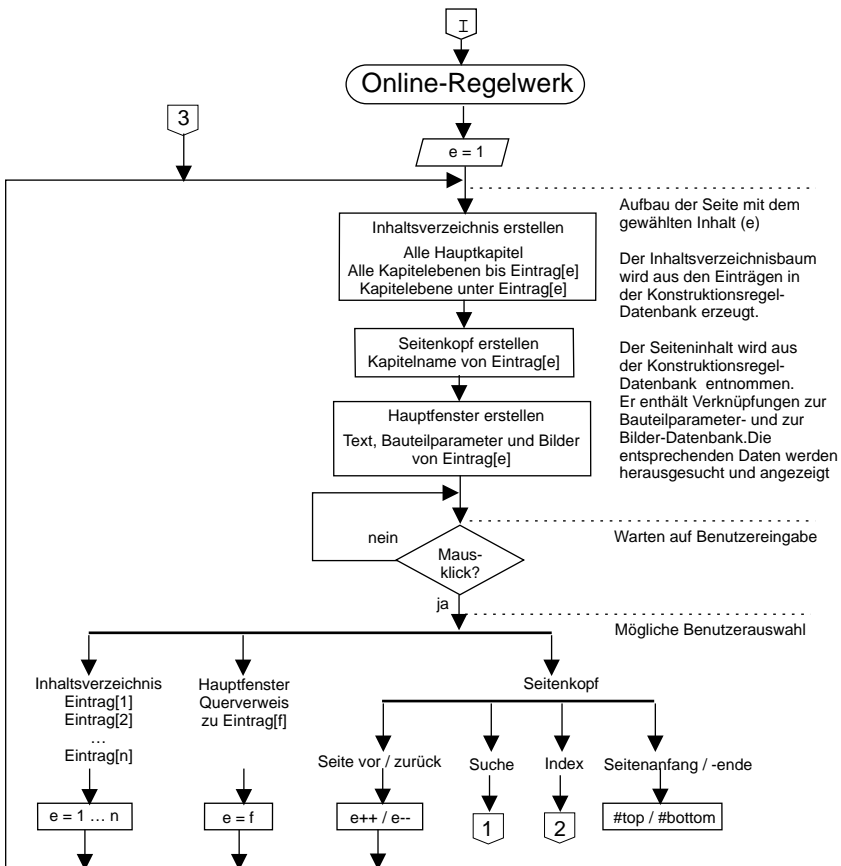 I
Online-Regelwerk
3
e = 1
Inhaltsverzeichnis erstellen
Alle Hauptkapitel
Alle Kapitelebenen bis Eintrag[e]
Kapitelebene unter Eintrag[e]
Aufbau der Seite mit dem
gewählten Inhalt (e)
Der Inhaltsverzeichnisbaum
wird aus den Einträgen in
der Konstruktionsregel-
Datenbank erzeugt.
Seitenkopf erstellen
Kapitelname von Eintrag[e]
Der Seiteninhalt wird aus
der Konstruktionsregel-
Datenbank entnommen.
Er enthält Verknüpfungen zur
Bauteilparameter- und zur
Bilder-Datenbank.Die
entsprechenden Daten werden
herausgesucht und angezeigt
Hauptfenster erstellen
Text, Bauteilparameter und Bilder
von Eintrag[e]
nein
Maus-
klick?
Warten auf Benutzereingabe
ja
Mögliche Benutzerauswahl
Inhaltsverzeichnis
Eintrag[1]
Eintrag[2]
...
Eintrag[n]
Hauptfenster
Querverweis
zu Eintrag[f]
Seitenkopf
Seite vor / zurück
Suche
Index
Seitenanfang / -ende
e = 1 ... n
e = f
e++ / e--
1
2
#top / #bottom